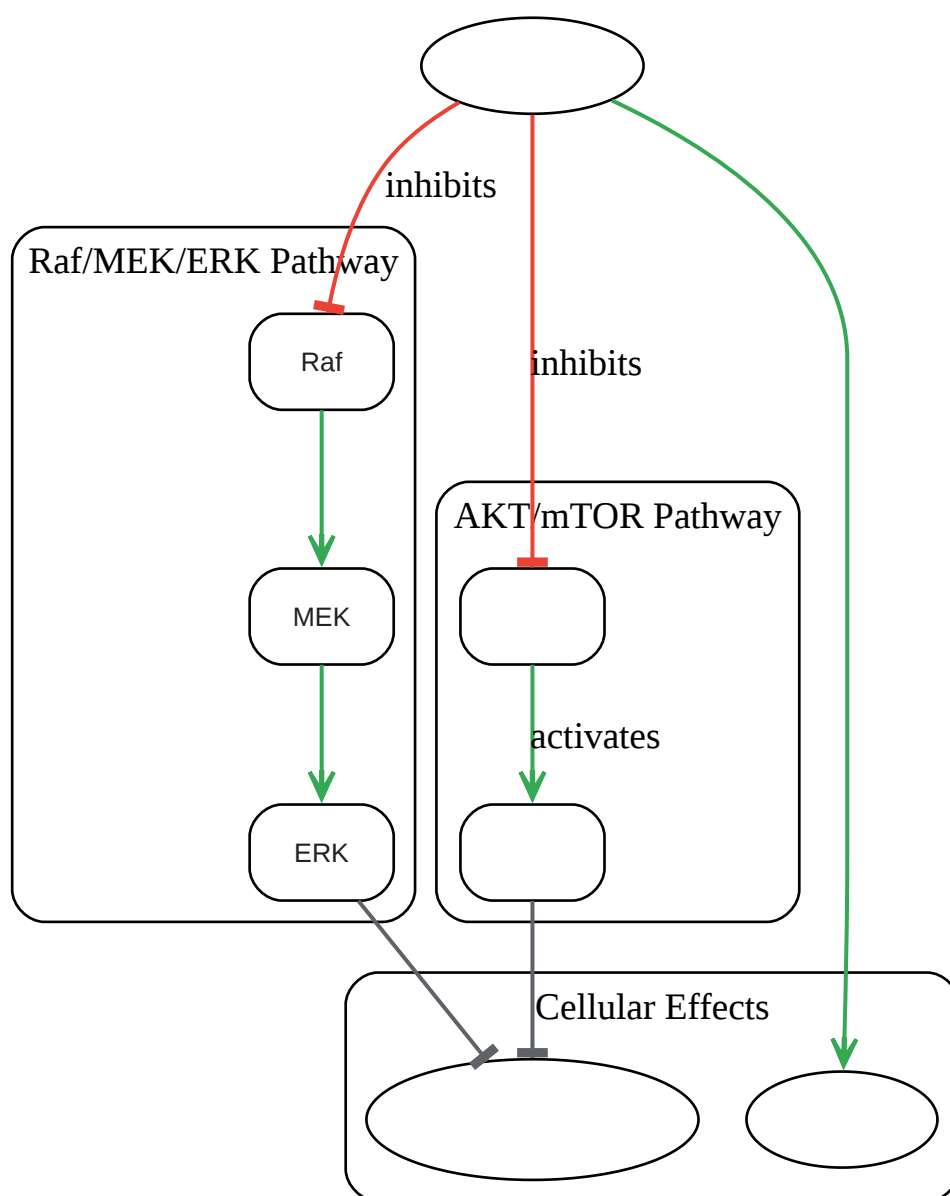 inhibits
Raf/MEK/ERK Pathway
Raf
inhibits
AKT/mTOR Pathway
MEK
activates
ERK
Cellular Effects